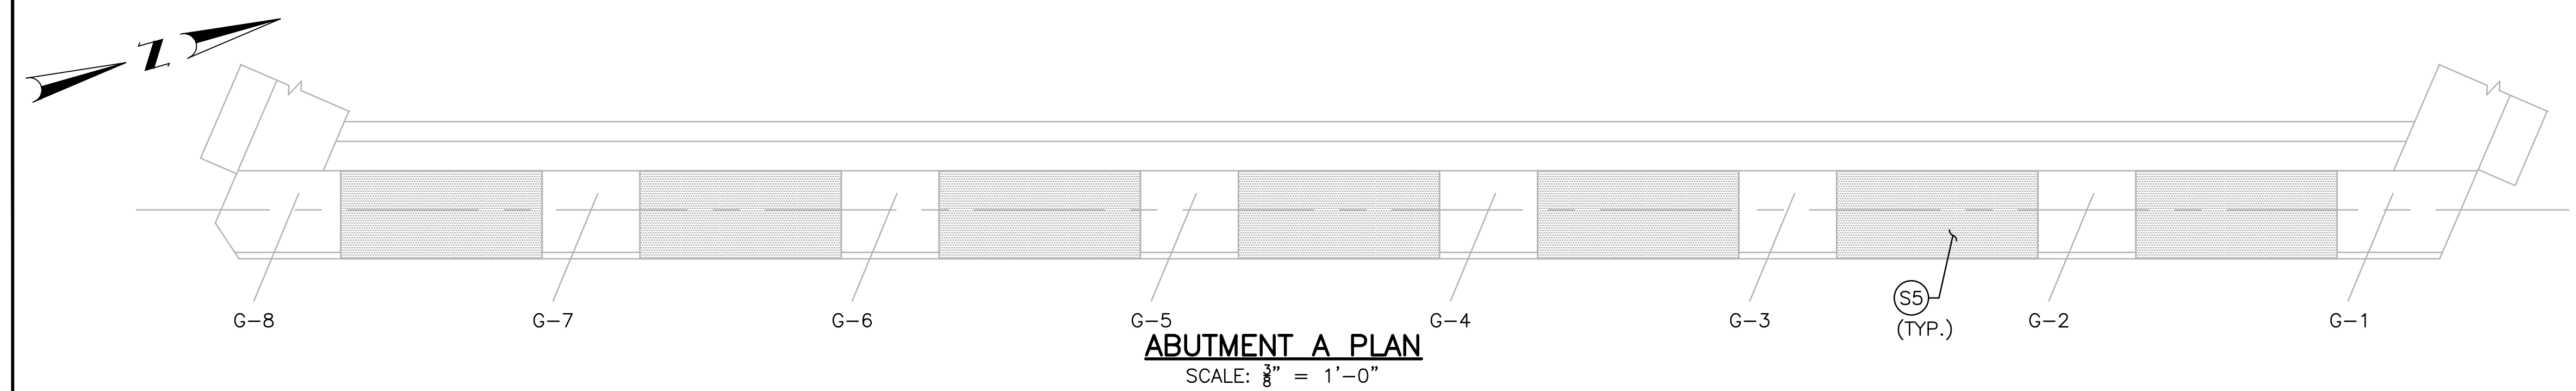 N
G-8 G-7 G-6 G-5 G-4 G-3 S5 G-2 G-1
(TYP.)
ABUTMENT A PLAN
SCALE: 3/8" = 1'-0"